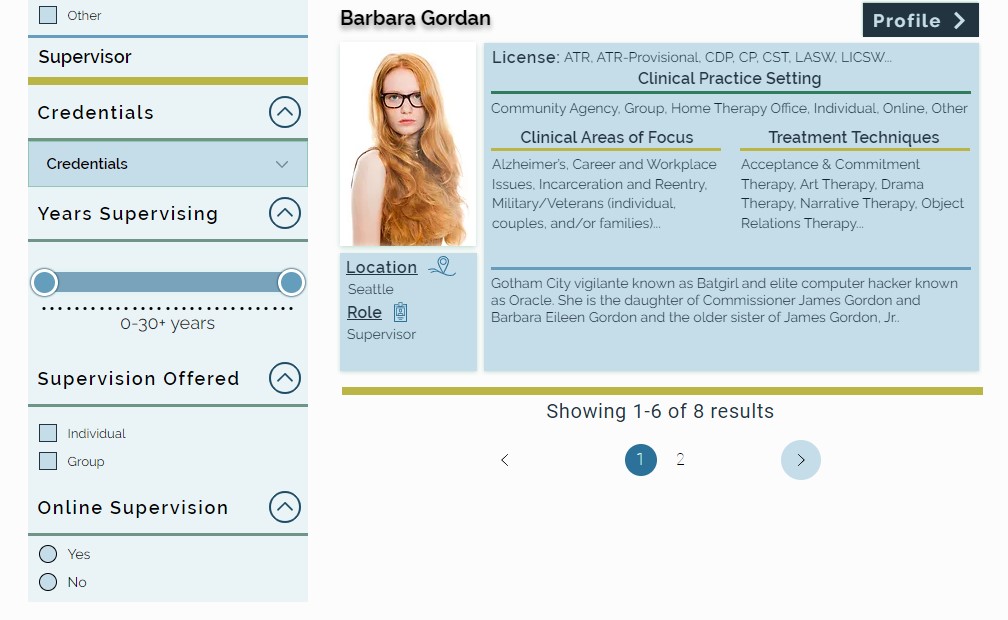 Other
Supervisor
Credentials
Credentials
Years Supervising
0-30+ years
Supervision Offered
Individual
Group
Online Supervision
Yes
No
Barbara Gordan
Profile
License: ATR, ATR-Provisional, CDP, CP, CST, LASW, LICSW...
Clinical Practice Setting
Community Agency, Group, Home Therapy Office, Individual, Online, Other
Clinical Areas of Focus
Alzheimer's, Career and Workplace
Issues, Incarceration and Reentry,
Military/Veterans (individual,
couples, and/or families)...
Treatment Techniques
Acceptance & Commitment
Therapy, Art Therapy, Drama
Therapy, Narrative Therapy, Object
Relations Therapy...
Location
Seattle
Role
Supervisor
Gotham City vigilante known as Batgirl and elite computer hacker known
as Oracle. She is the daughter of Commissioner James Gordon and
Barbara Eileen Gordon and the older sister of James Gordon, Jr..
Showing 1-6 of 8 results
1 2